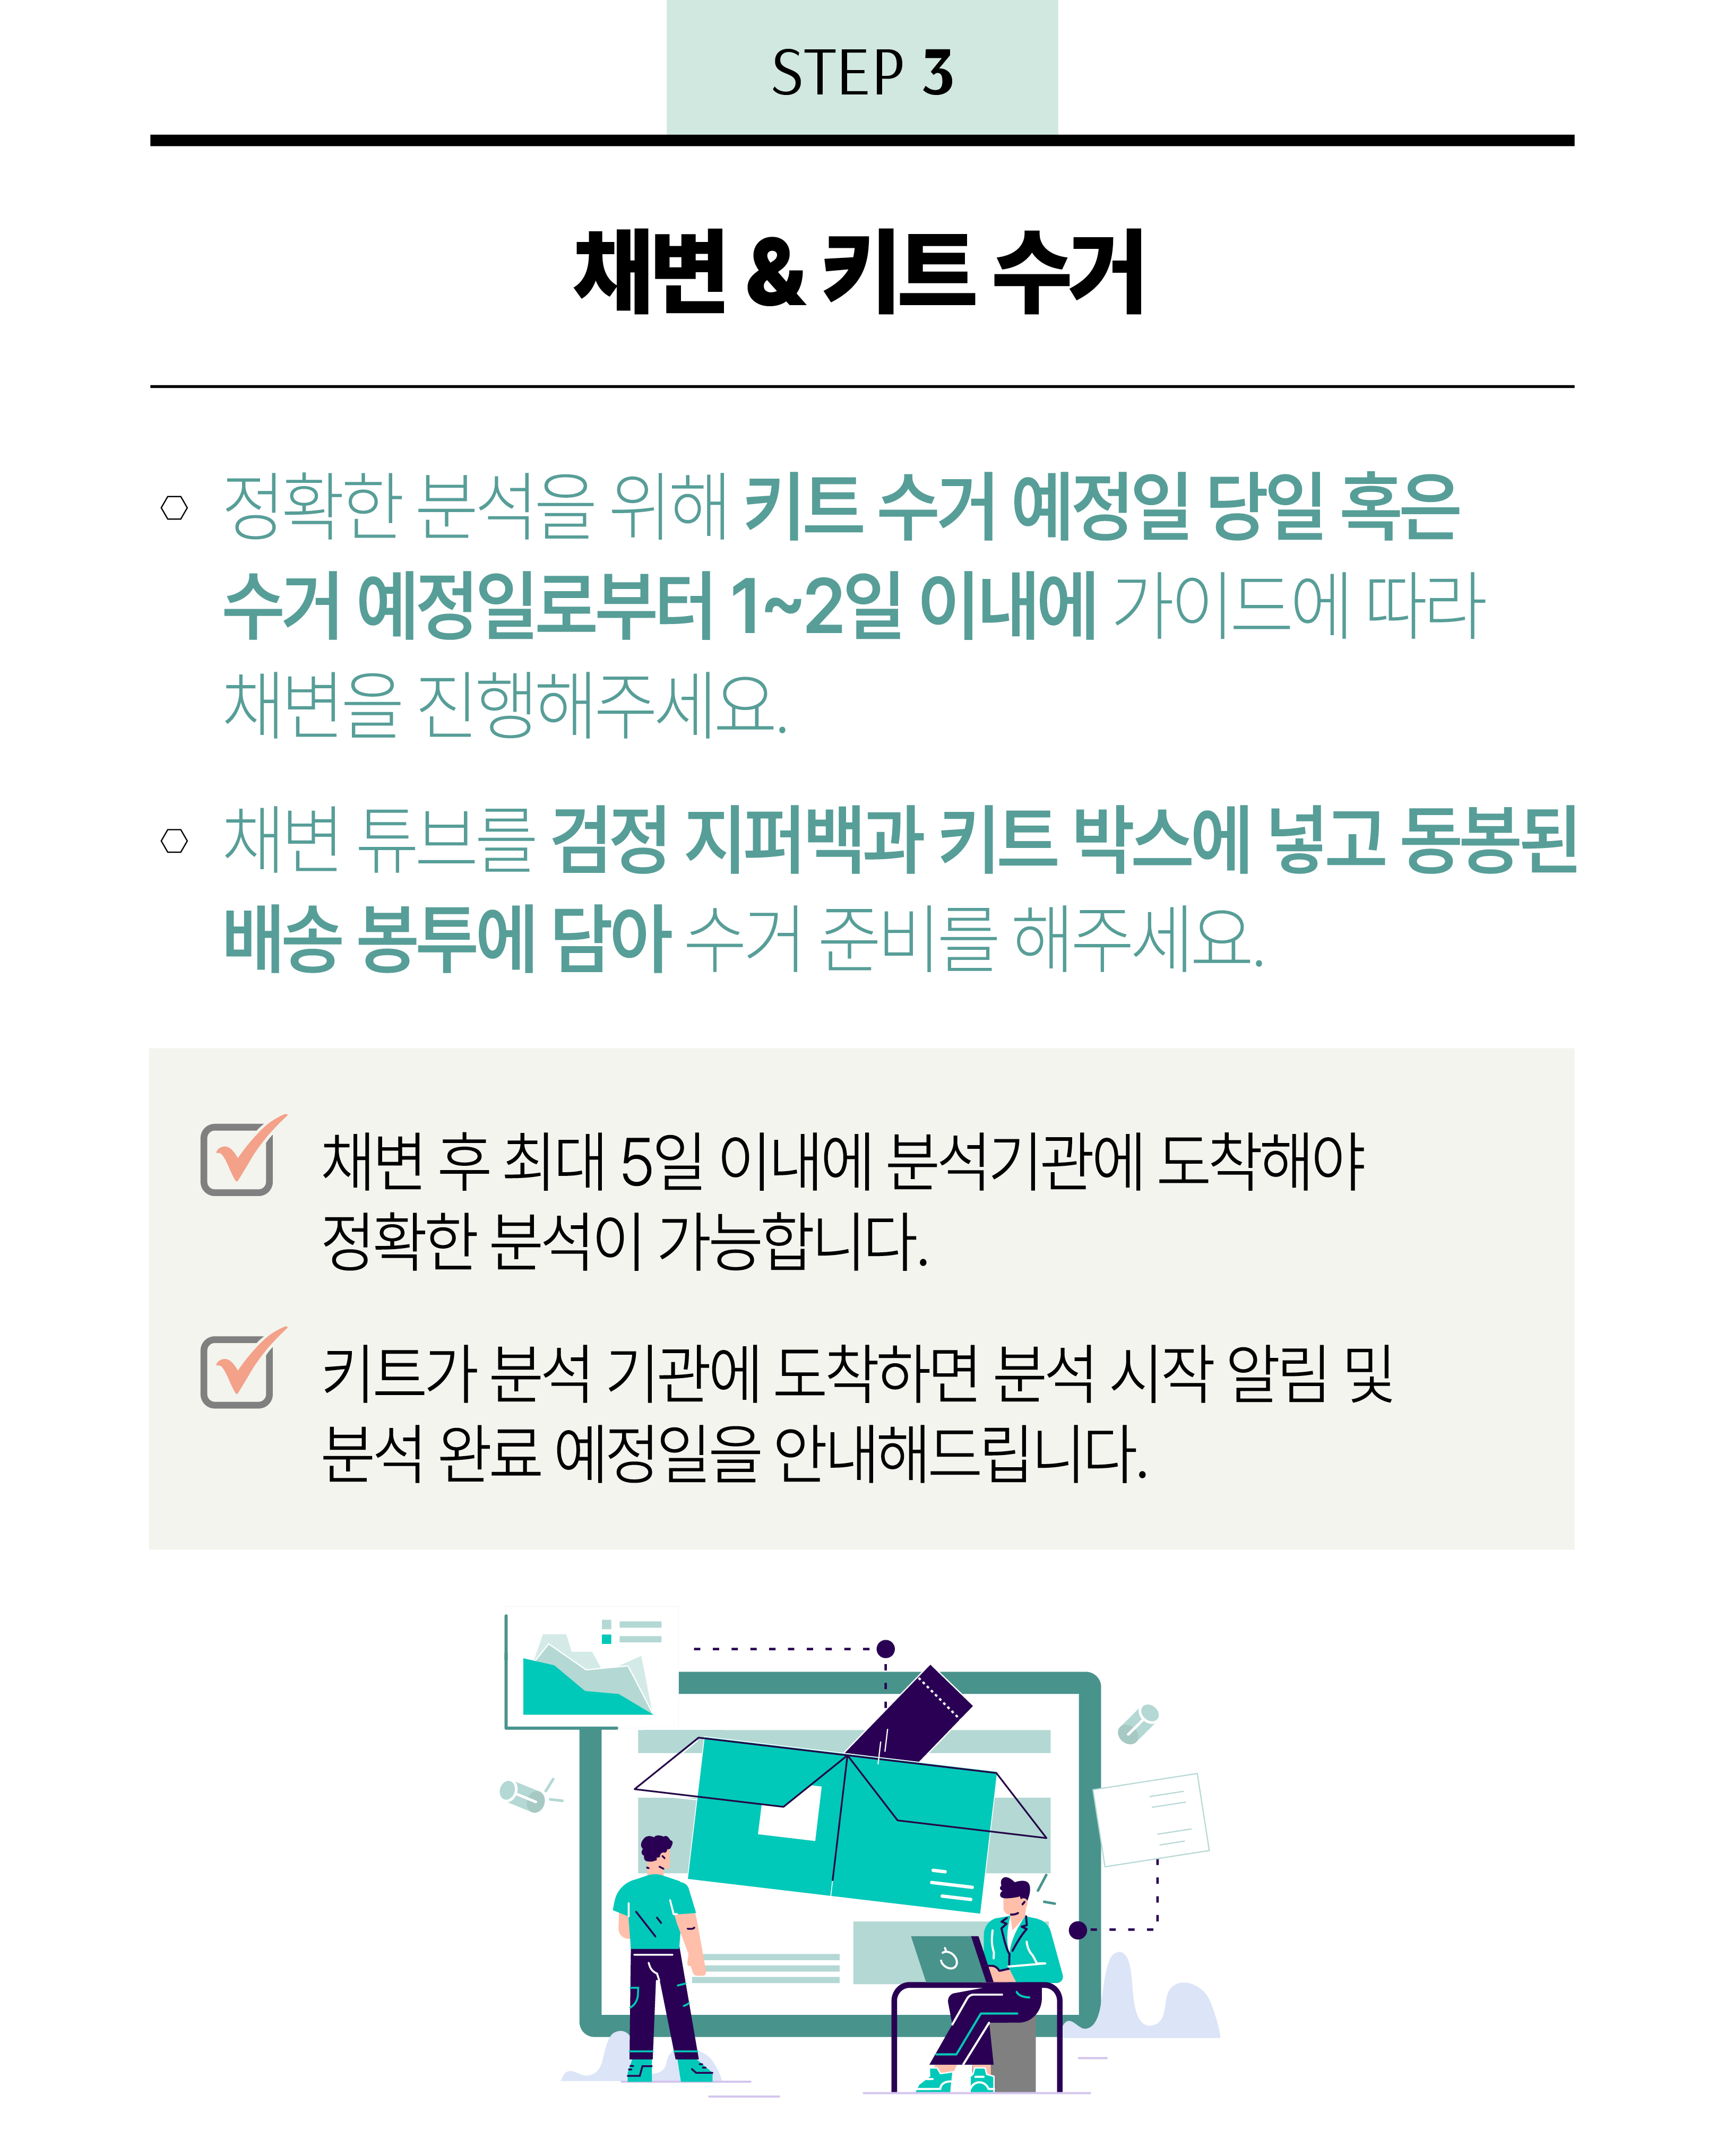 STEP 3
채변 & 키트 수거
정확한 분석을 위해 키트 수거 예정일 당일 혹은
수거 예정일로부터 1~2일 이내에 가이드에 따라
채변을 진행해주세요.
채변 튜브를 검정 지퍼백과 키트 박스에 넣고 동봉된
배송 봉투에 담아 수거 준비를 해주세요.
채변 후 최대 5일 이내에 분석기관에 도착해야
정확한 분석이 가능합니다.
키트가 분석 기관에 도착하면 분석 시작 알림 및
분석 완료 예정일을 안내해드립니다.